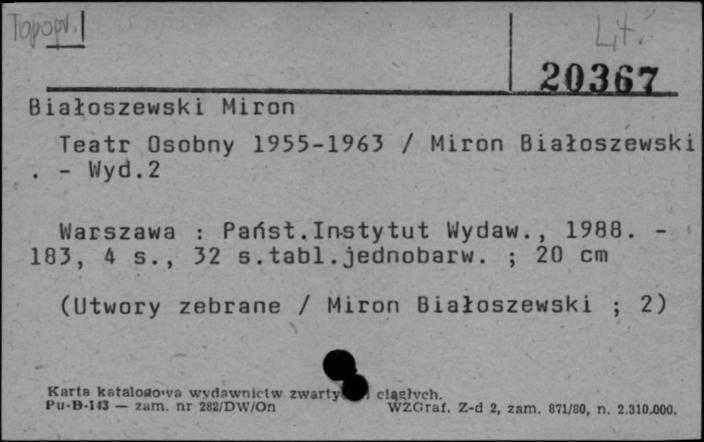 Topogr.
Lit.
20367
Białoszewski Miron
Teatr Osobny 1955-1963 / Miron Białoszewski
. - Wyd.2
Warszawa : Państ.Instytut Wydaw., 1988. -
183, 4 s., 32 s.tabl.jednobarw. ; 20 cm
(Utwory zebrane / Miron Białoszewski ; 2)
Karta katalogowa wydawnictw zwartych i ciągłych.
Pu-B-143 — zam. nr 282/DW/On WZGraf. Z-d 2, zam. 871/80, n. 2.310.000.